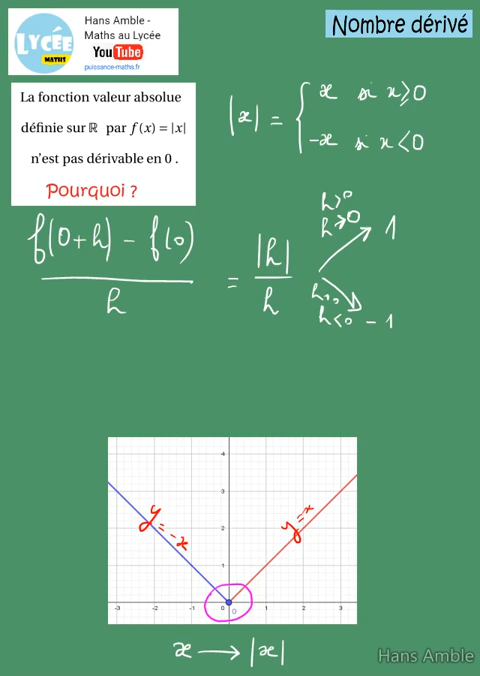 LYCÉE
MATHS
Hans Amble -
Maths au Lycée
YouTube
puissance-maths.fr
Nombre dérivé
La fonction valeur absolue
définie sur ℝ par f(x) = |x|
n'est pas dérivable en 0 .
Pourquoi ?
|x| = { x si x ⩾ 0
-x si x < 0
f(0+h) - f(0) / h = |h| / h
h>0
h→0 1
h→0
h<0 -1
y = -x
y = x
4
3
2
1
0
-3 -2 -1 0 1 2 3
0
x → |x|
Hans Amble